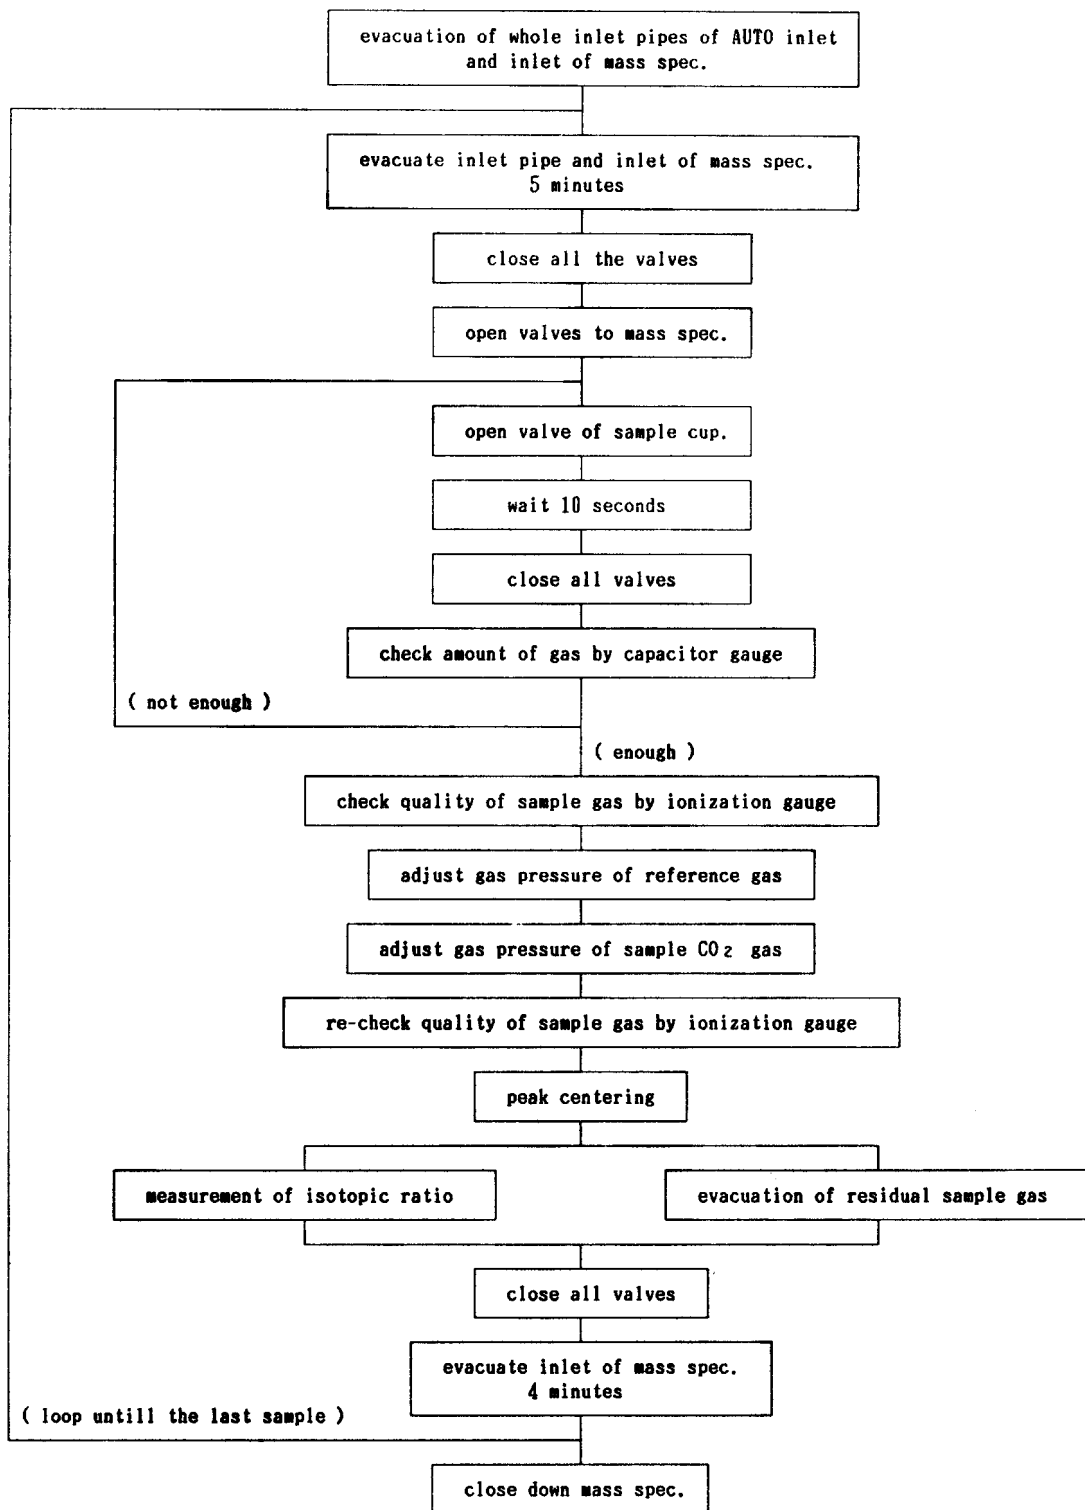 evacuation of whole inlet pipes of AUTO inlet
and inlet of mass spec.
evacuate inlet pipe and inlet of mass spec.
5 minutes
close all the valves
open valves to mass spec.
open valve of sample cup.
wait 10 seconds
close all valves
check amount of gas by capacitor gauge
( not enough )
( enough )
check quality of sample gas by ionization gauge
adjust gas pressure of reference gas
adjust gas pressure of sample CO₂ gas
re-check quality of sample gas by ionization gauge
peak centering
measurement of isotopic ratio
evacuation of residual sample gas
close all valves
evacuate inlet of mass spec.
4 minutes
( loop untill the last sample )
close down mass spec.